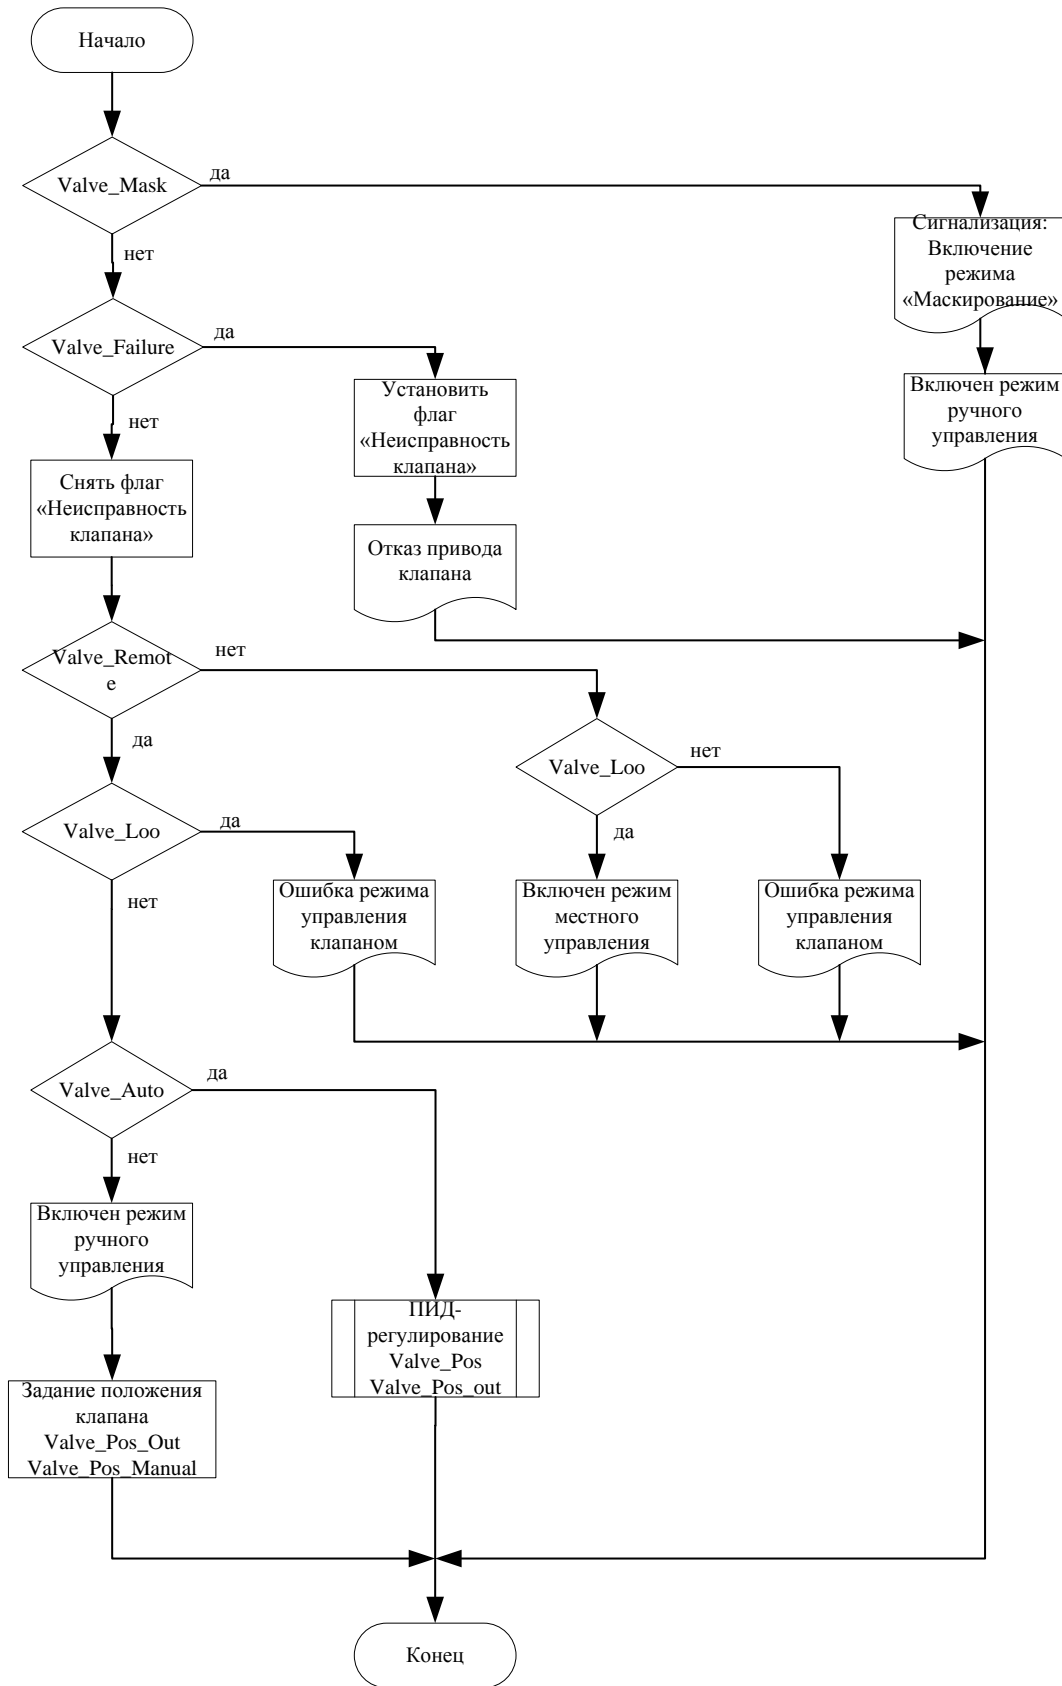 Начало
Valve_Mask
да
нет
Сигнализация:
Включение
режима
«Маскирование»
Valve_Failure
да
нет
Установить
флаг
«Неисправность
клапана»
Включен режим
ручного
управления
Снять флаг
«Неисправность
клапана»
Отказ привода
клапана
Valve_Remot
e
нет
да
Valve_Loo
нет
да
Valve_Loo
да
нет
Ошибка режима
управления
клапаном
Включен режим
местного
управления
Ошибка режима
управления
клапаном
Valve_Auto
да
нет
Включен режим
ручного
управления
ПИД-
регулирование
Valve_Pos
Valve_Pos_out
Задание положения
клапана
Valve_Pos_Out
Valve_Pos_Manual
Конец